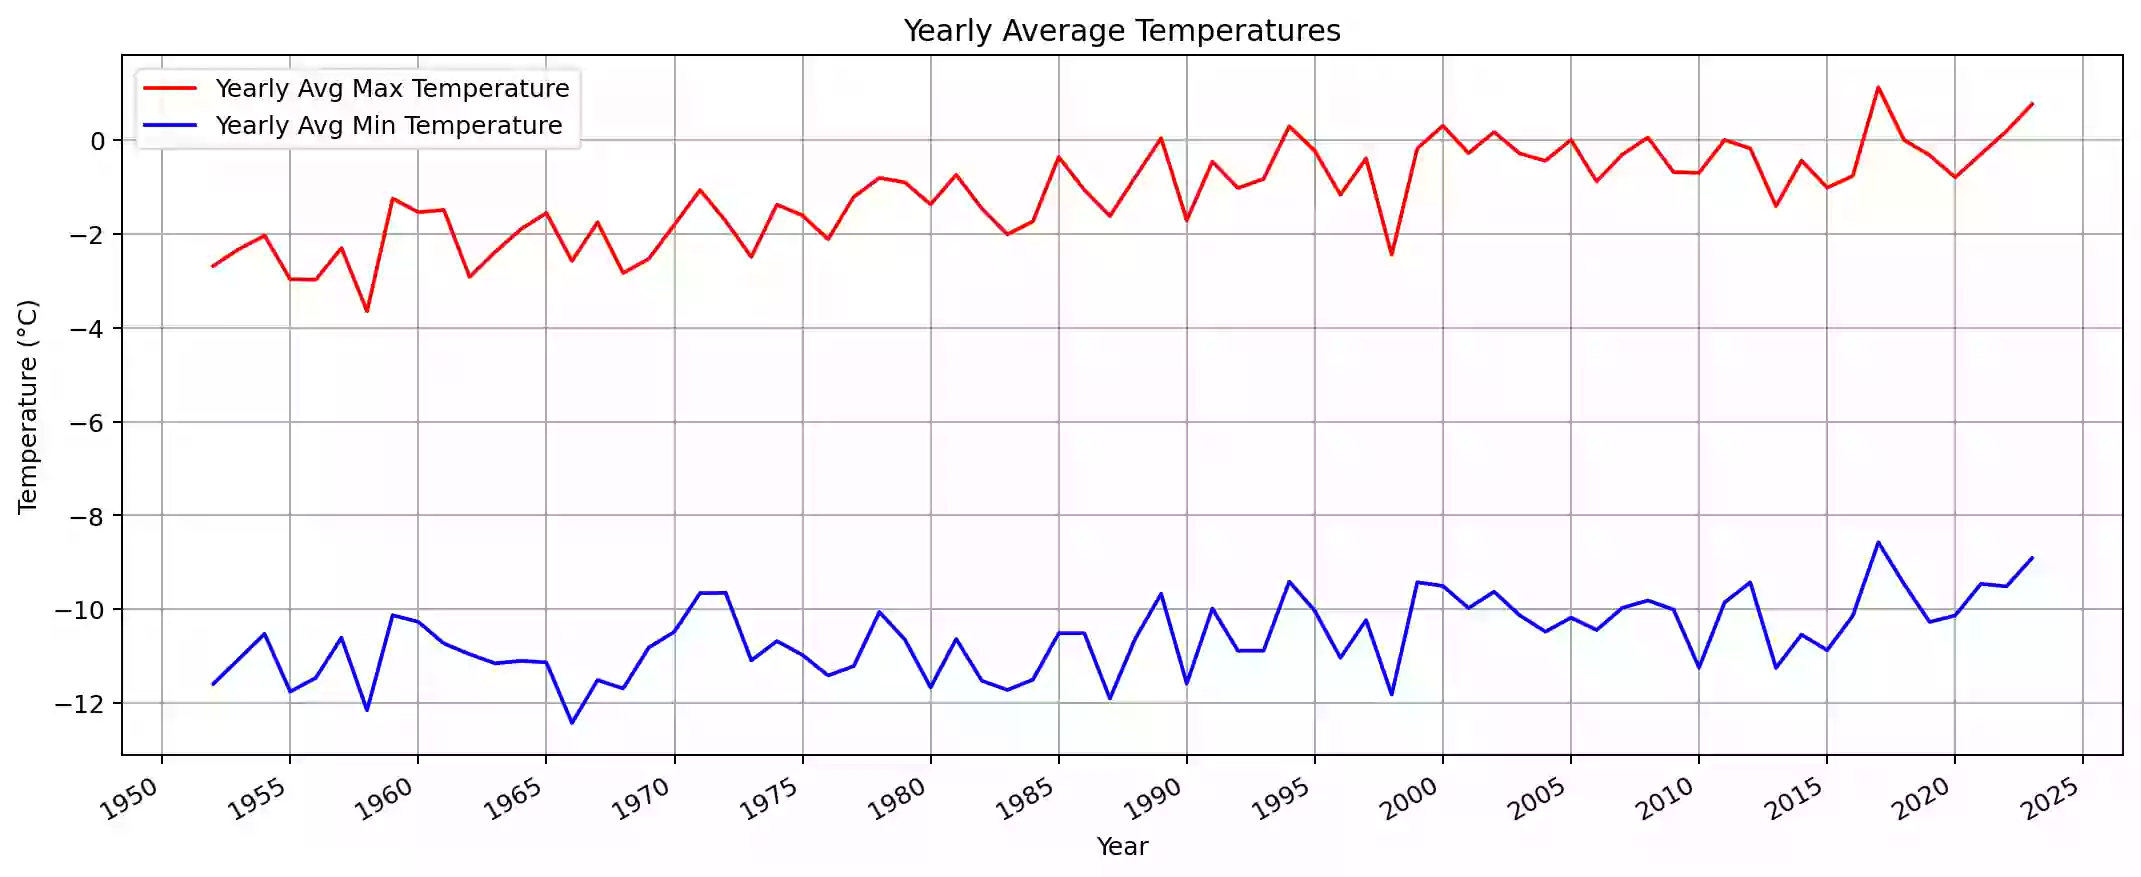 Yearly Average Temperatures
Yearly Avg Max Temperature
Yearly Avg Min Temperature
0
−2
−4
−6
−8
−10
−12
Temperature (°C)
1950 1955 1960 1965 1970 1975 1980 1985 1990 1995 2000 2005 2010 2015 2020 2025
Year